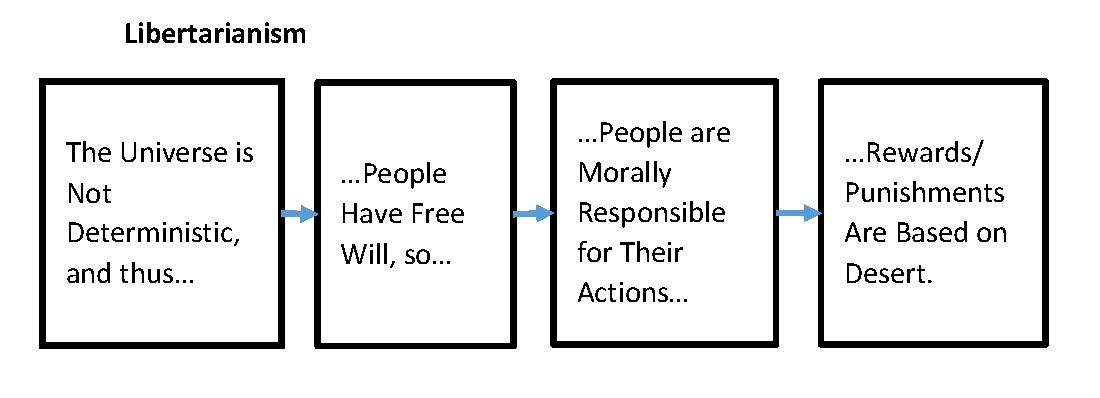 Libertarianism
The Universe is
Not
Deterministic,
and thus...
...People
Have Free
Will, so...
...People are
Morally
Responsible
for Their
Actions...
...Rewards/
Punishments
Are Based on
Desert.